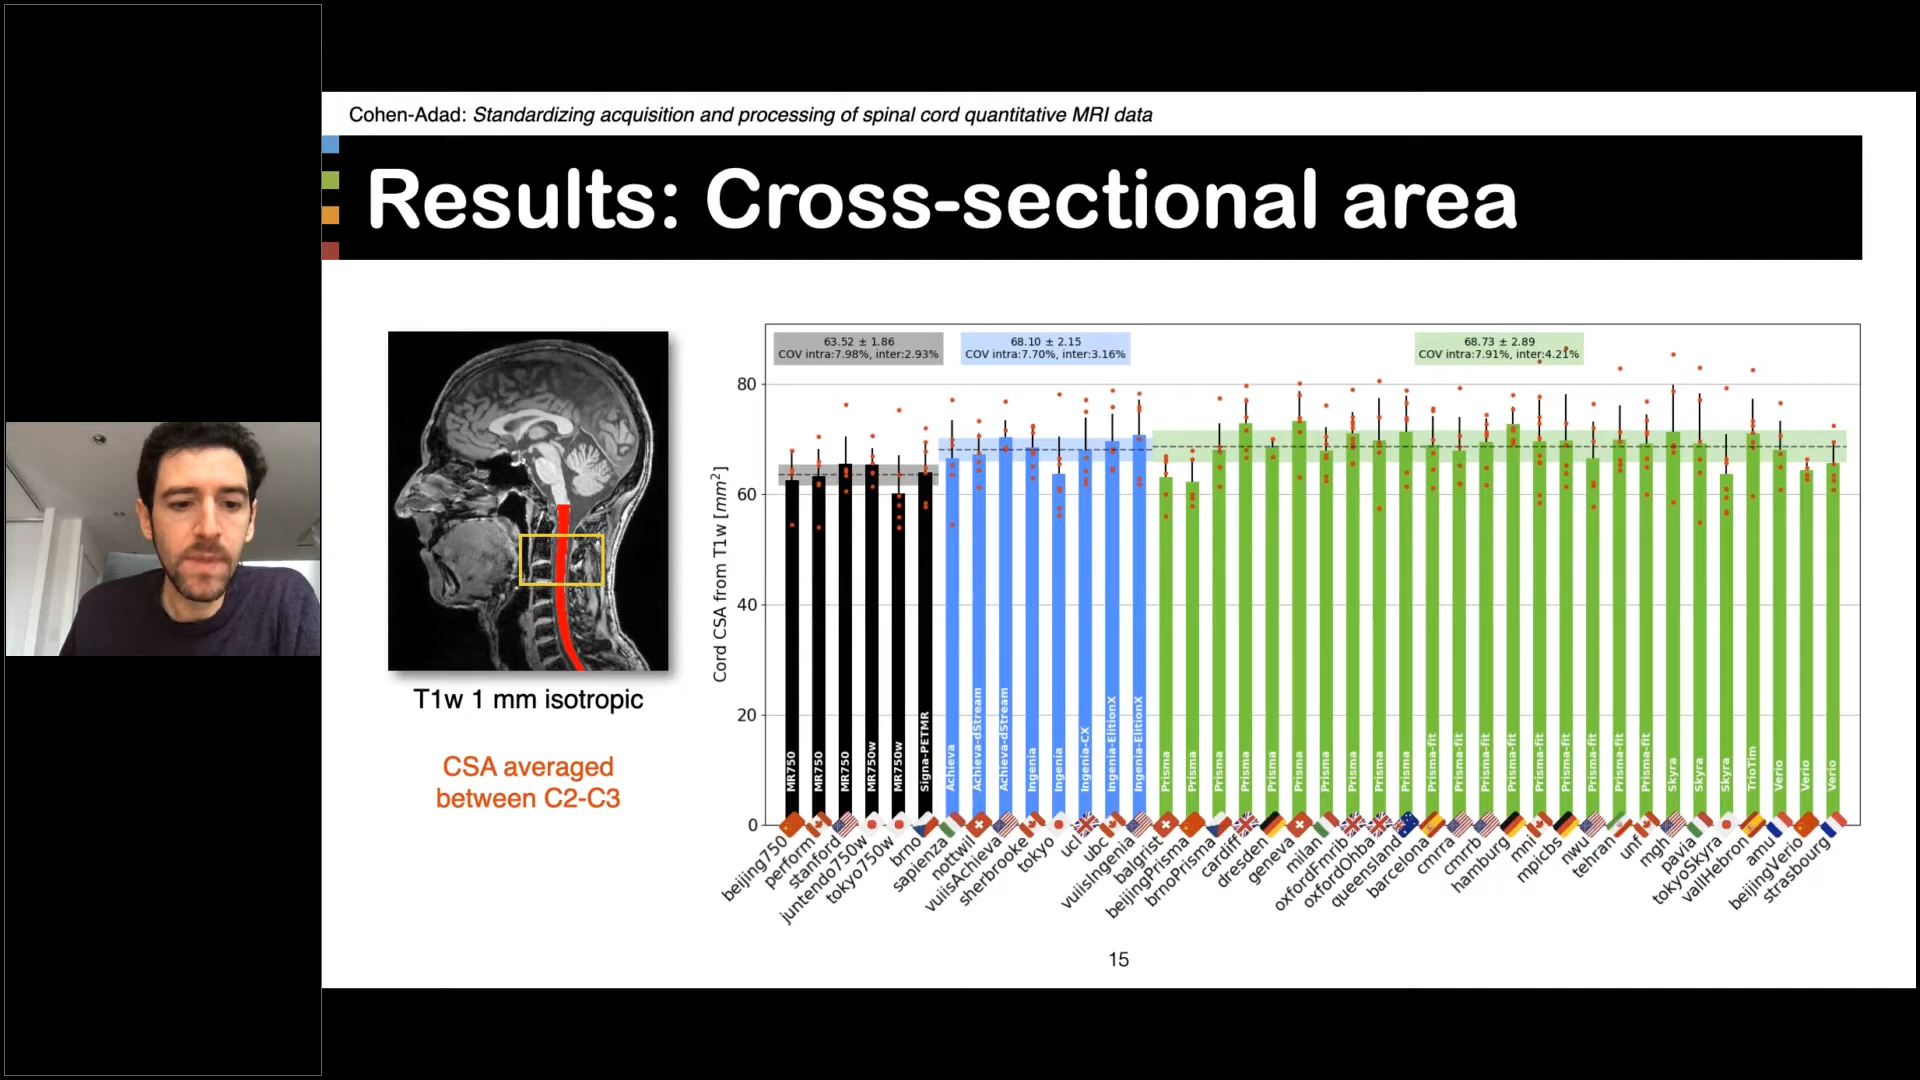 Cohen-Adad: Standardizing acquisition and processing of spinal cord quantitative MRI data
Results: Cross-sectional area
T1w 1 mm isotropic
CSA averaged
between C2-C3
Cord CSA from T1w [mm²]
80
60
40
20
0
63.52 ± 1.86
COV intra:7.98%, inter:2.93%
68.10 ± 2.15
COV intra:7.70%, inter:3.16%
68.73 ± 2.89
COV intra:7.91%, inter:4.21%
MR750
MR750
MR750
MR750w
MR750w
Signa-PETMR
Achieva
Achieva-dStream
Achieva-dStream
Ingenia
Ingenia
Ingenia-CX
Ingenia-ElitionX
Ingenia-ElitionX
Prisma
Prisma
Prisma
Prisma
Prisma
Prisma
Prisma
Prisma
Prisma
Prisma
Prisma-fit
Prisma-fit
Prisma-fit
Prisma-fit
Prisma-fit
Prisma-fit
Prisma-fit
Prisma-fit
Prisma-fit
Skyra
Skyra
Skyra
TrioTim
Verio
Verio
Verio
beijing750
perform
stanford
juntendo750w
tokyo750w
brno
sapienza
nottwil
vuiisAchieva
sherbrooke
tokyo
ucl
ubc
vuiisIngenia
balgrist
beijingPrisma
brnoPrisma
cardiff
dresden
geneva
milan
oxfordFmrib
oxfordOhba
queensland
barcelona
cmrra
cmrrb
hamburg
mni
mpicbs
nwu
tehran
unf
mgh
pavia
tokyoSkyra
vallHebron
amu
beijingVerio
strasbourg
15